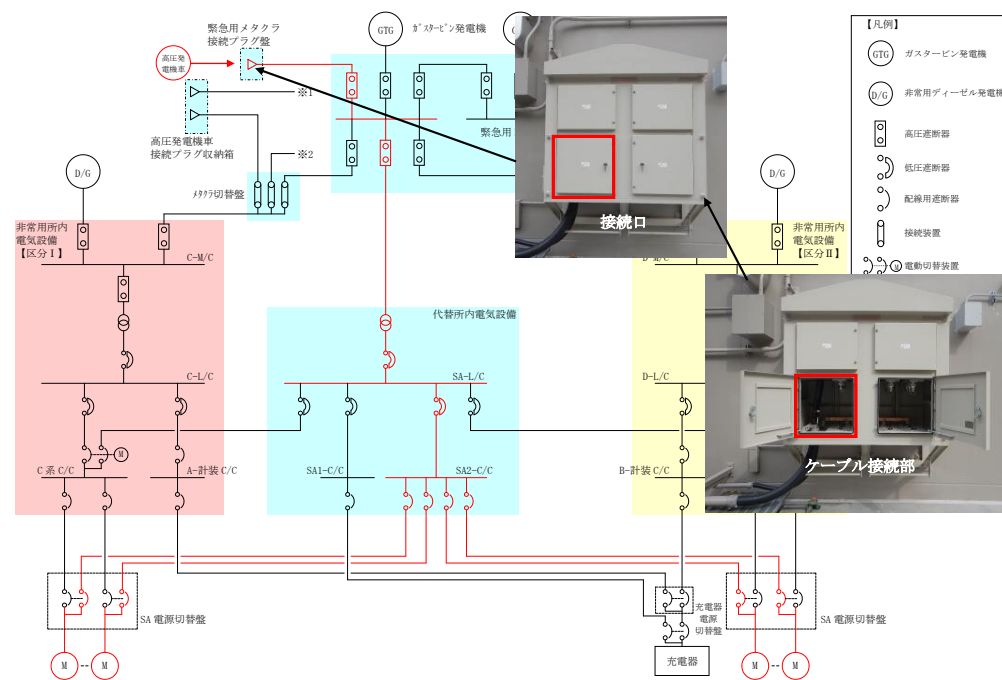 緊急用メタクラ
接続プラグ盤
GTG
ガスタービン発電機
高圧発
電機車
※1
高圧発電機車
接続プラグ収納箱
※2
メタクラ切替盤
緊急用
D/G
D/G
接続口
【凡例】
GTG
ガスタービン発電機
D/G
非常用ディーゼル発電機
高圧遮断器
低圧遮断器
配線用遮断器
接続装置
M
電動切替装置
非常用所内
電気設備
【区分Ⅰ】
C-M/C
非常用所内
電気設備
【区分Ⅱ】
代替所内電気設備
C-L/C
SA-L/C
D-L/C
M
C系 C/C
A-計装 C/C
SA1-C/C
SA2-C/C
B-計装 C/C
ケーブル接続部
SA電源切替盤
充電器
電源
切替盤
SA電源切替盤
M
M
充電器
M
M